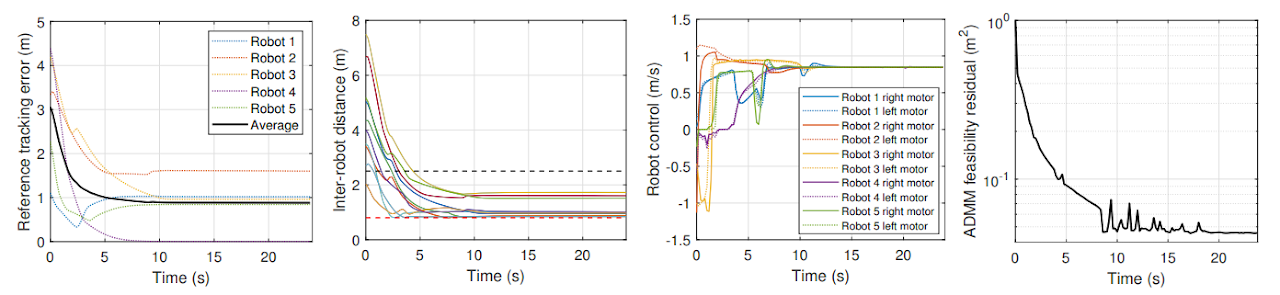 Reference tracking error (m)
5
4
3
2
1
0
Robot 1
Robot 2
Robot 3
Robot 4
Robot 5
Average
0 5 10 15 20
Time (s)
Inter-robot distance (m)
8
6
4
2
0
0 5 10 15 20
Time (s)
Robot control (m/s)
1.5
1
0.5
0
-0.5
-1
-1.5
Robot 1 right motor
Robot 1 left motor
Robot 2 right motor
Robot 2 left motor
Robot 3 right motor
Robot 3 left motor
Robot 4 right motor
Robot 4 left motor
Robot 5 right motor
Robot 5 left motor
0 5 10 15 20
Time (s)
ADMM feasibility residual (m²)
10⁰
10⁻¹
0 5 10 15 20
Time (s)